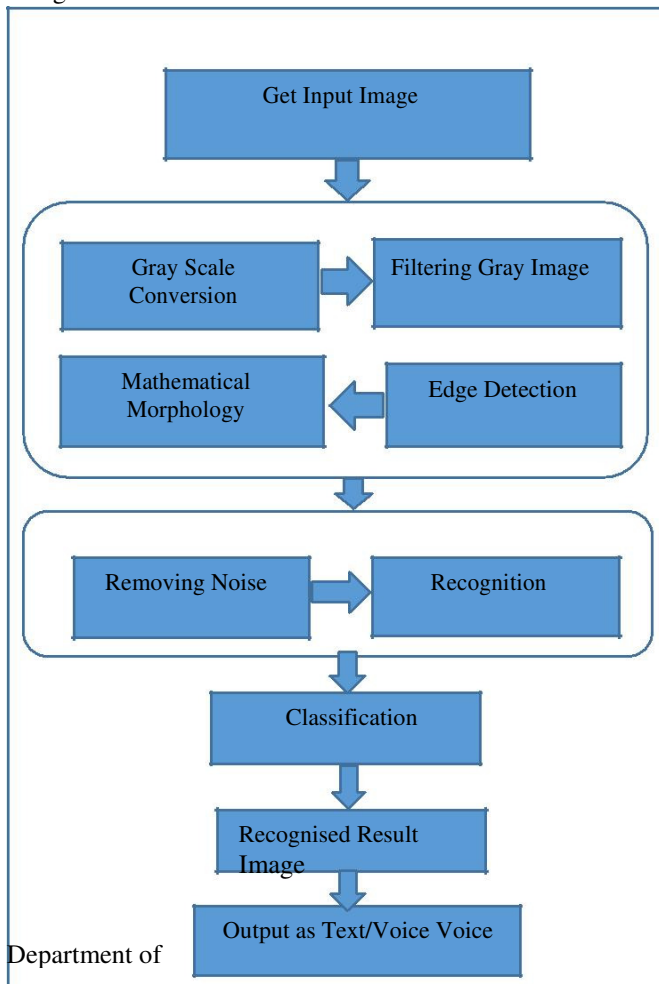 Get Input Image
Gray Scale
Conversion
Filtering Gray Image
Mathematical
Morphology
Edge Detection
Removing Noise
Recognition
Classification
Recognised Result
Image
Output as Text/Voice Voice
Department of